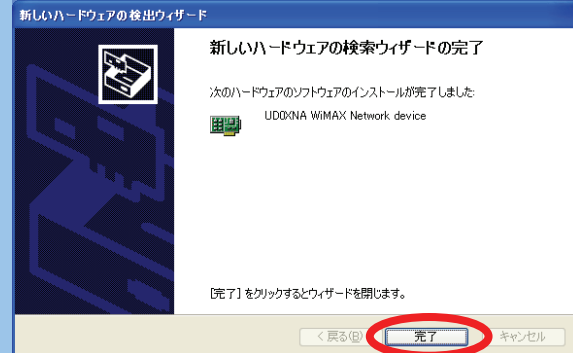 新しいハードウェアの検出ウィザード
新しいハードウェアの検索ウィザードの完了
次のハードウェアのソフトウェアのインストールが完了しました:
UD0XNA WiMAX Network device
[完了] をクリックするとウィザードを閉じます。
< 戻る(B)
完了
キャンセル